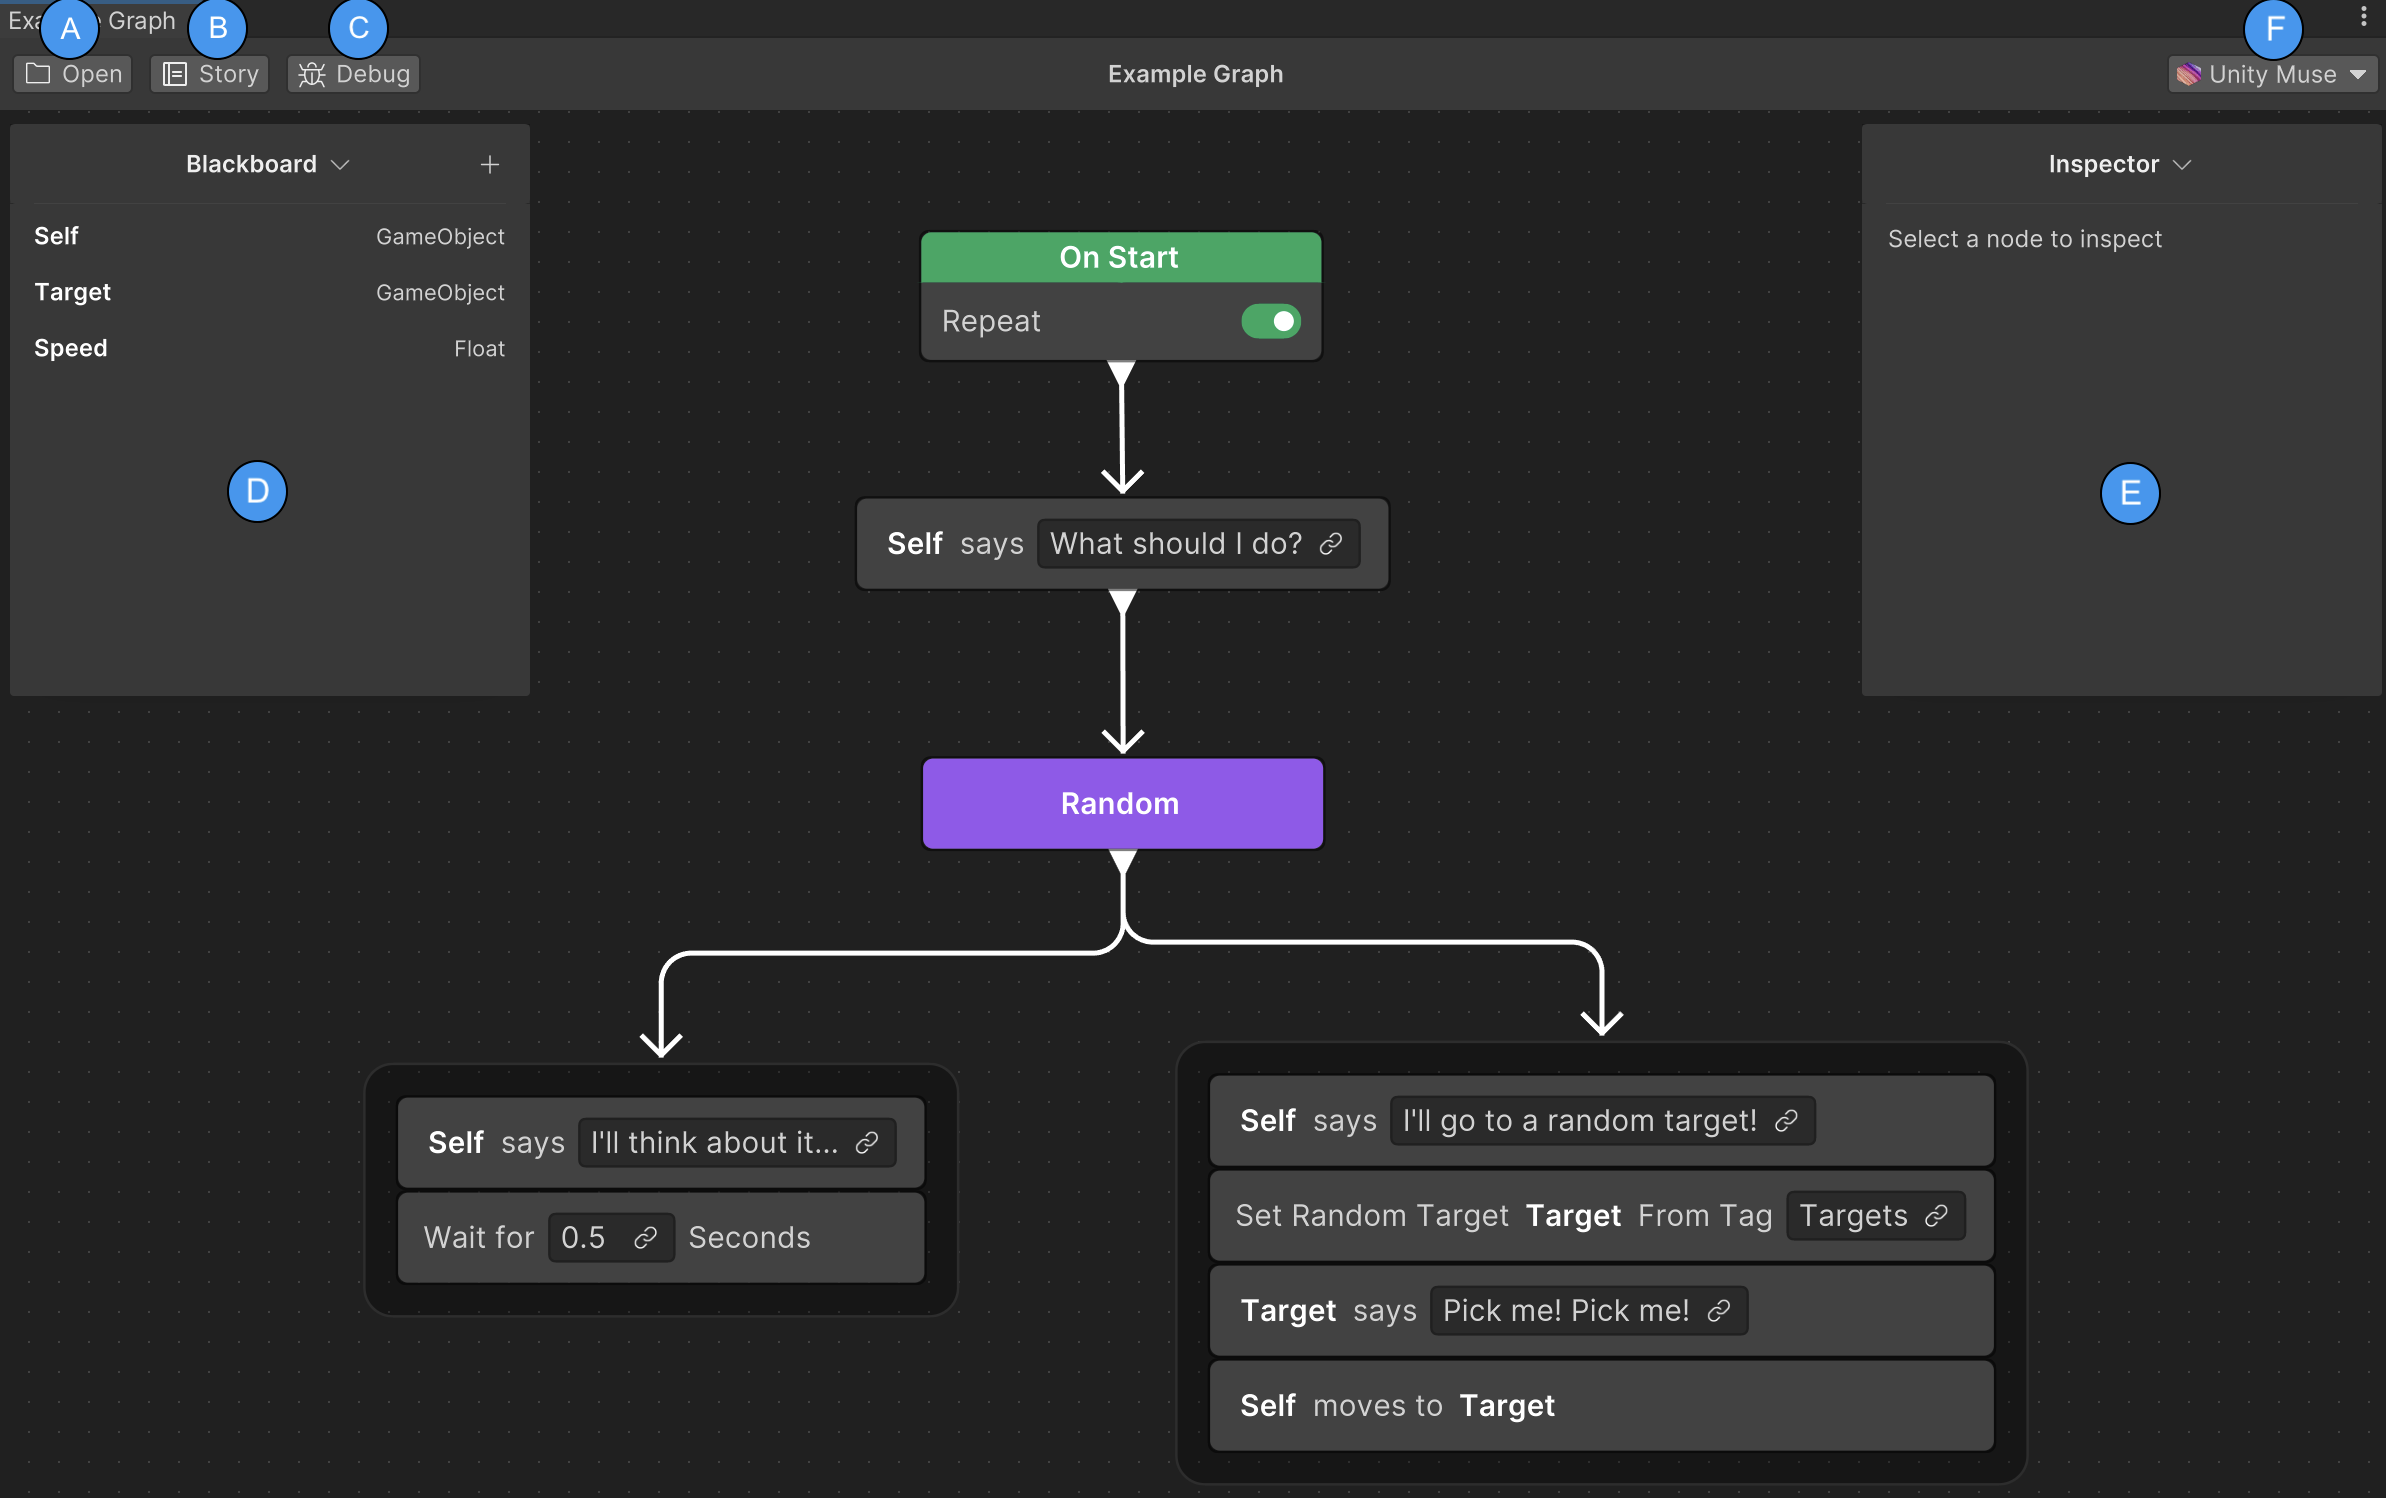 A
B
C
F
Graph
Open
Story
Debug
Example Graph
Unity Muse
Blackboard
Self GameObject
Target GameObject
Speed Float
D
Inspector
Select a node to inspect
E
On Start
Repeat
Self says What should I do?
Random
Self says I'll think about it...
Wait for 0.5 Seconds
Self says I'll go to a random target!
Set Random Target Target From Tag Targets
Target says Pick me! Pick me!
Self moves to Target